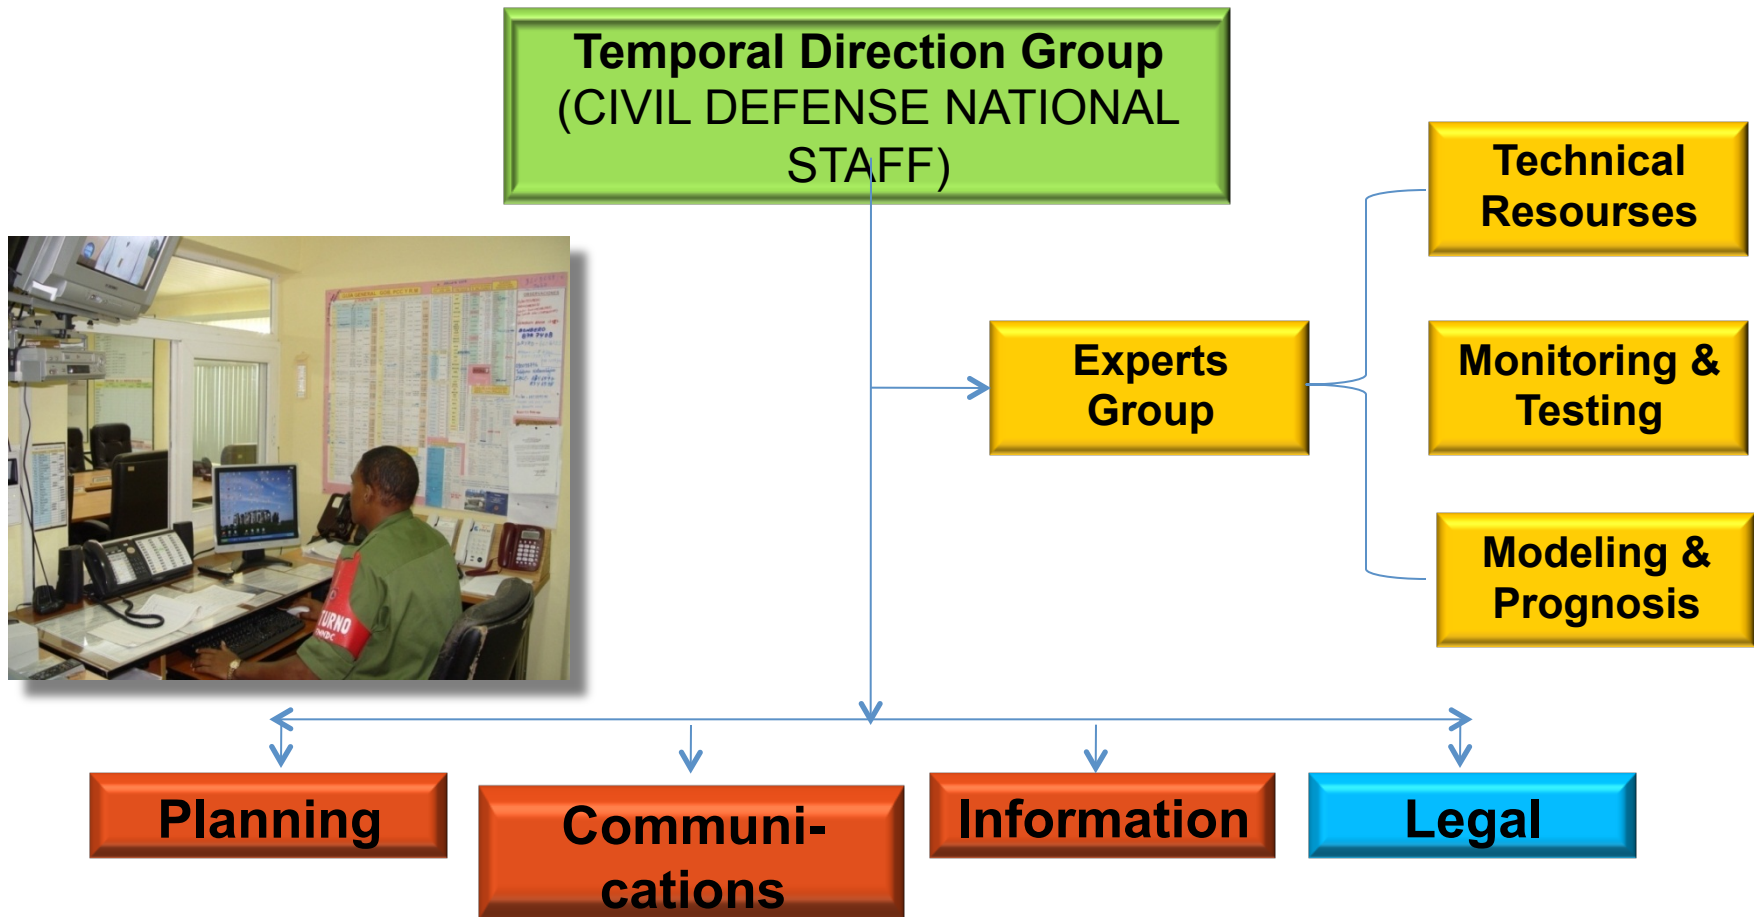 Temporal Direction Group
(CIVIL DEFENSE NATIONAL
STAFF)
Technical
Resourses
Experts
Group
Monitoring &
Testing
Modeling &
Prognosis
TURNO
Planning
Communi-
cations
Information
Legal